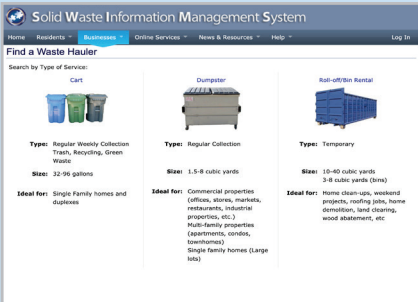 Solid Waste Information Management System
Home Residents Businesses Online Services News & Resources Help Log In
Find a Waste Hauler
Search by Type of Service:
Cart
Type: Regular Weekly Collection
Trash, Recycling, Green
Waste
Size: 32-96 gallons
Ideal for: Single Family homes and
duplexes
Dumpster
Type: Regular Collection
Size: 1.5-8 cubic yards
Ideal for: Commercial properties
(offices, stores, markets,
restaurants, industrial
properties, etc.)
Multi-family properties
(apartments, condos,
townhomes)
Single family homes (Large
lots)
Roll-off/Bin Rental
Type: Temporary
Size: 10-40 cubic yards
3-8 cubic yards (bins)
Ideal for: Home clean-ups, weekend
projects, roofing jobs, home
demolition, land clearing,
wood abatement, etc